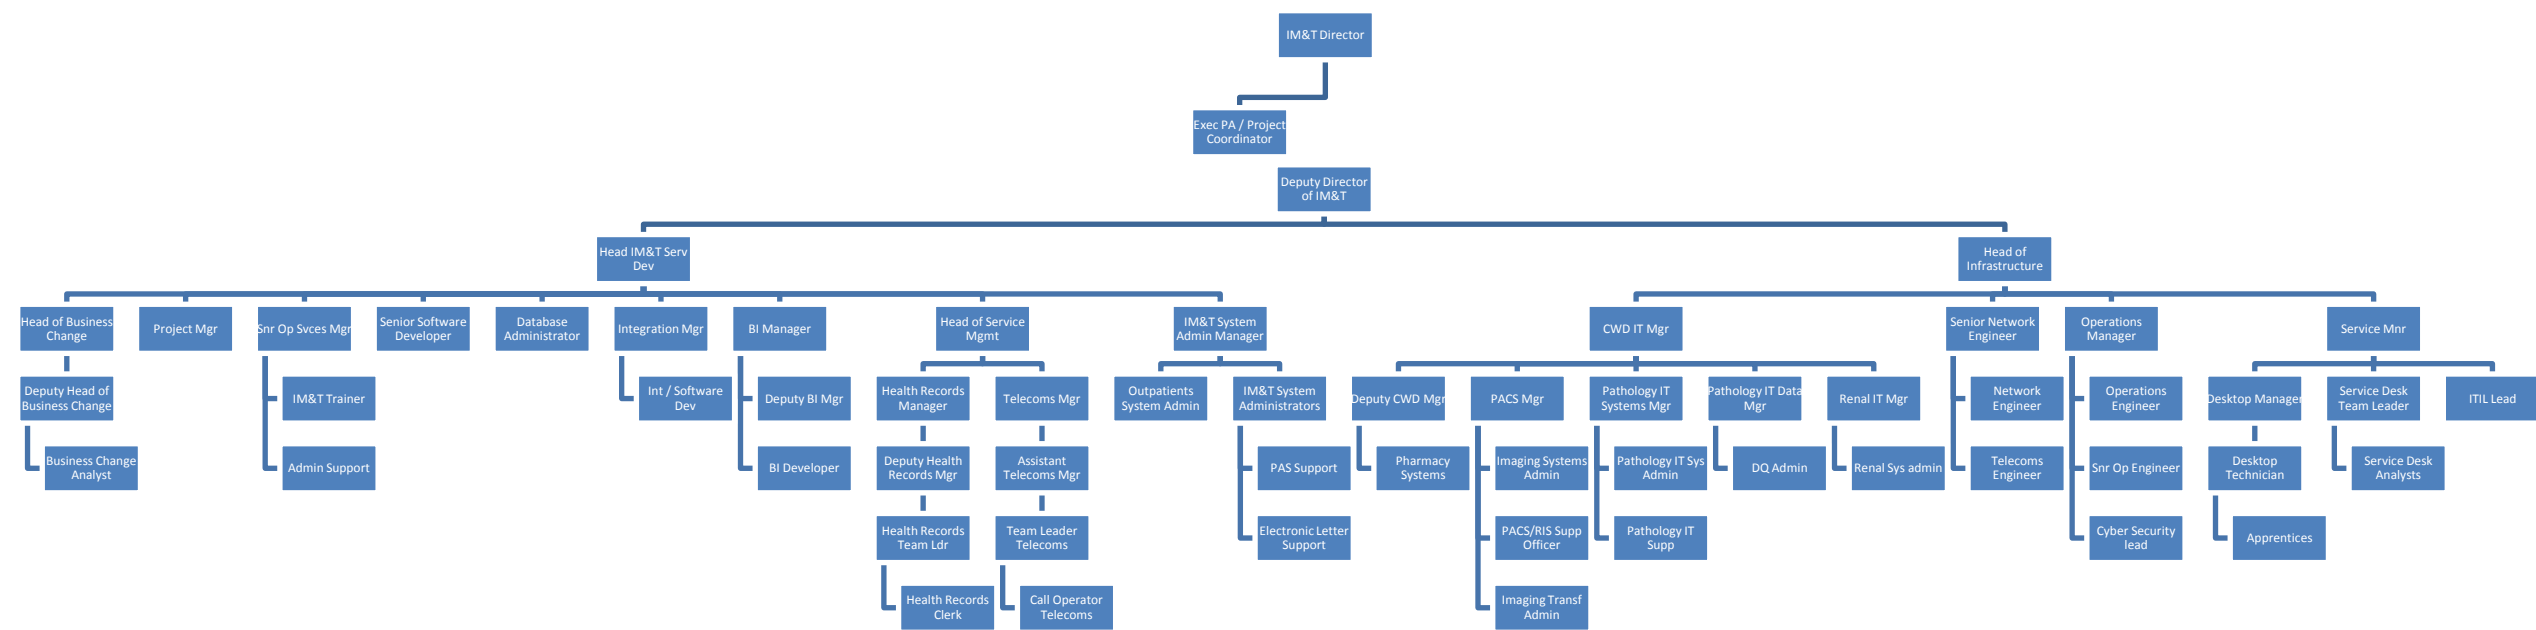 IM&T Director
Exec PA / Project
Coordinator
Deputy Director
of IM&T
Head IM&T Serv
Dev
Head of
Infrastructure
Head of Business
Change
Project Mgr
Snr Op Svces Mgr
Senior Software
Developer
Database
Administrator
Integration Mgr
BI Manager
Head of Service
Mgmt
IM&T System
Admin Manager
CWD IT Mgr
Senior Network
Engineer
Operations
Manager
Service Mnr
Deputy Head of
Business Change
IM&T Trainer
Int / Software
Dev
Deputy BI Mgr
Health Records
Manager
Telecoms Mgr
Outpatients
System Admin
IM&T System
Administrators
Deputy CWD Mgr
PACS Mgr
Pathology IT
Systems Mgr
Pathology IT Data
Mgr
Renal IT Mgr
Network
Engineer
Operations
Engineer
Desktop Manager
Service Desk
Team Leader
ITIL Lead
Business Change
Analyst
Admin Support
BI Developer
Deputy Health
Records Mgr
Assistant
Telecoms Mgr
PAS Support
Pharmacy
Systems
Imaging Systems
Admin
Pathology IT Sys
Admin
DQ Admin
Renal Sys admin
Telecoms
Engineer
Snr Op Engineer
Desktop
Technician
Service Desk
Analysts
Health Records
Team Ldr
Team Leader
Telecoms
Electronic Letter
Support
PACS/RIS Supp
Officer
Pathology IT
Supp
Cyber Security
lead
Apprentices
Health Records
Clerk
Call Operator
Telecoms
Imaging Transf
Admin